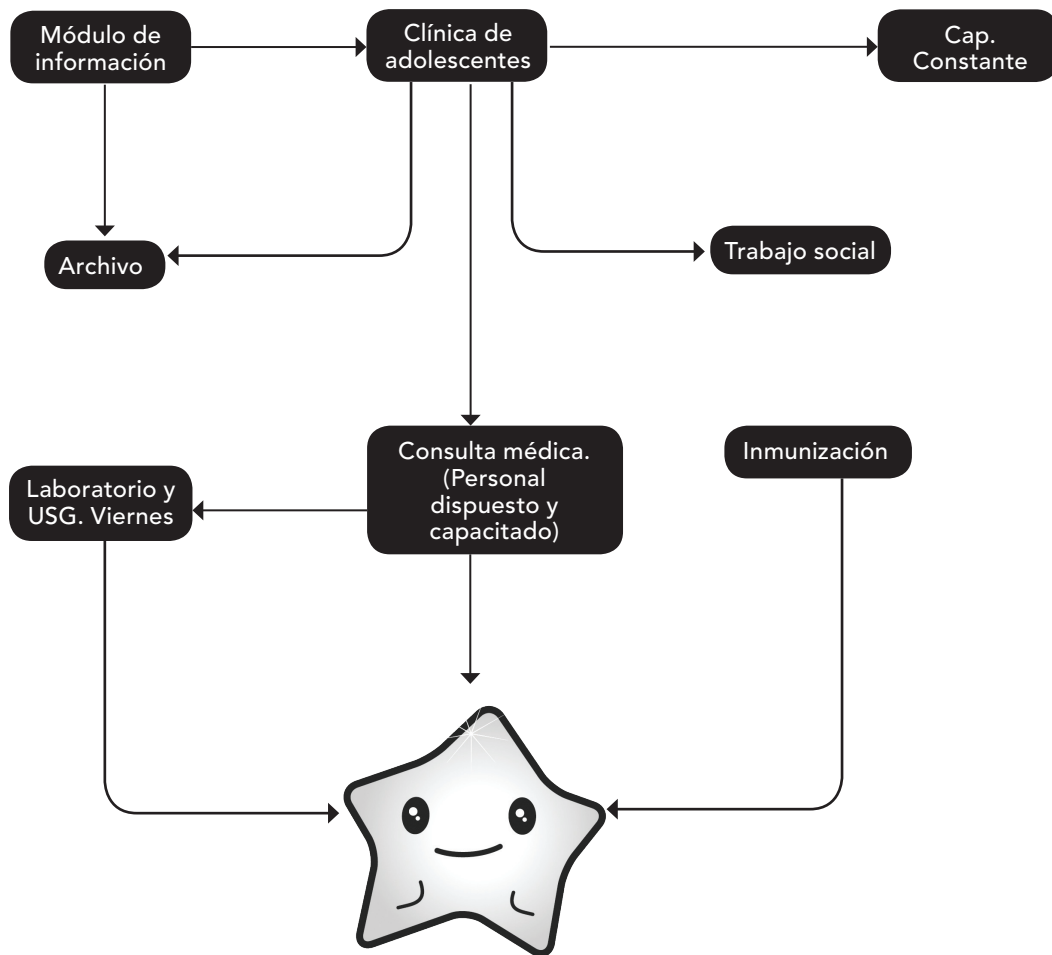 Módulo de
información
Clínica de
adolescentes
Cap.
Constante
Archivo
Trabajo social
Consulta médica.
(Personal
dispuesto y
capacitado)
Inmunización
Laboratorio y
USG. Viernes